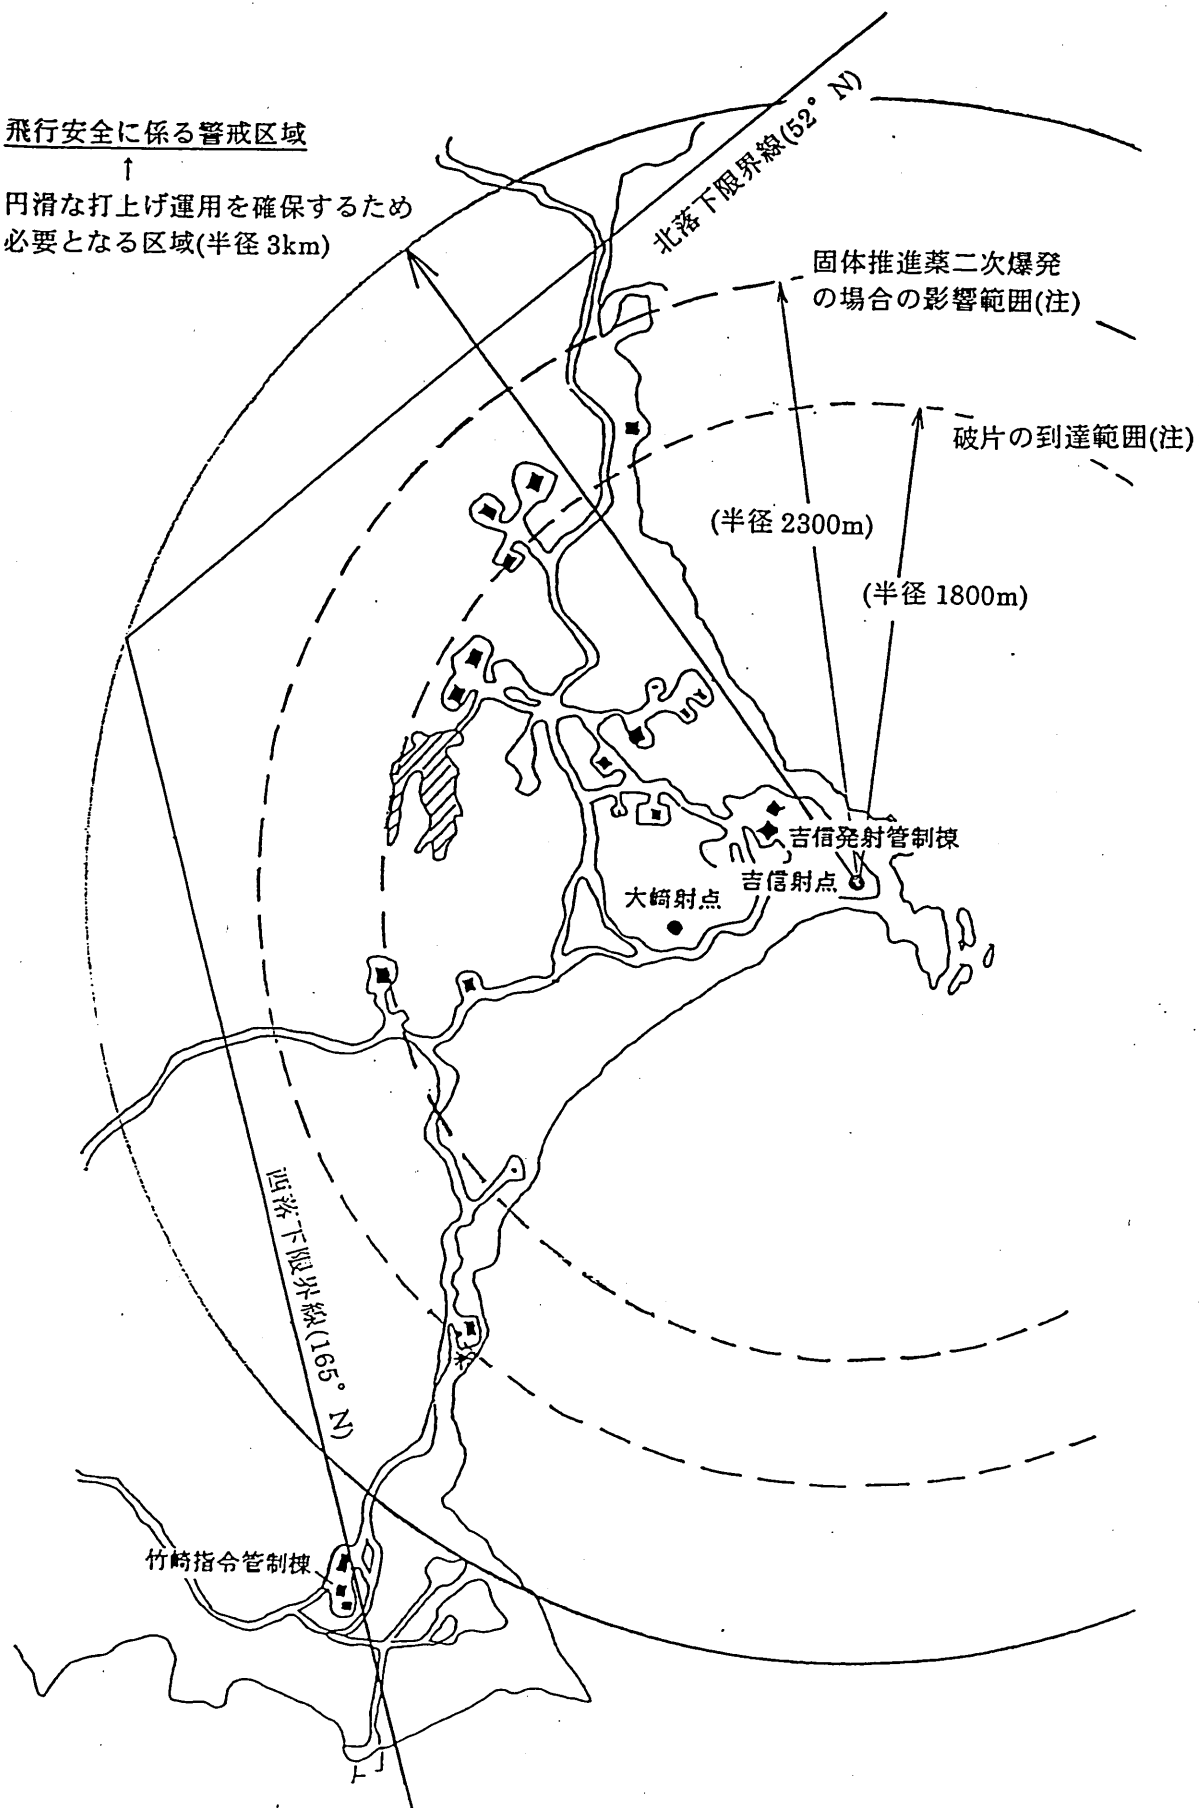 飛行安全に係る警戒区域
↑
円滑な打上げ運用を確保するため
必要となる区域(半径 3km)
北落下限界線(52° N)
固体推進薬二次爆発
の場合の影響範囲(注)
破片の到達範囲(注)
(半径 2300m)
(半径 1800m)
吉信発射管制棟
吉信射点
大崎射点
西落下限界線(165° N)
竹崎指令管制棟